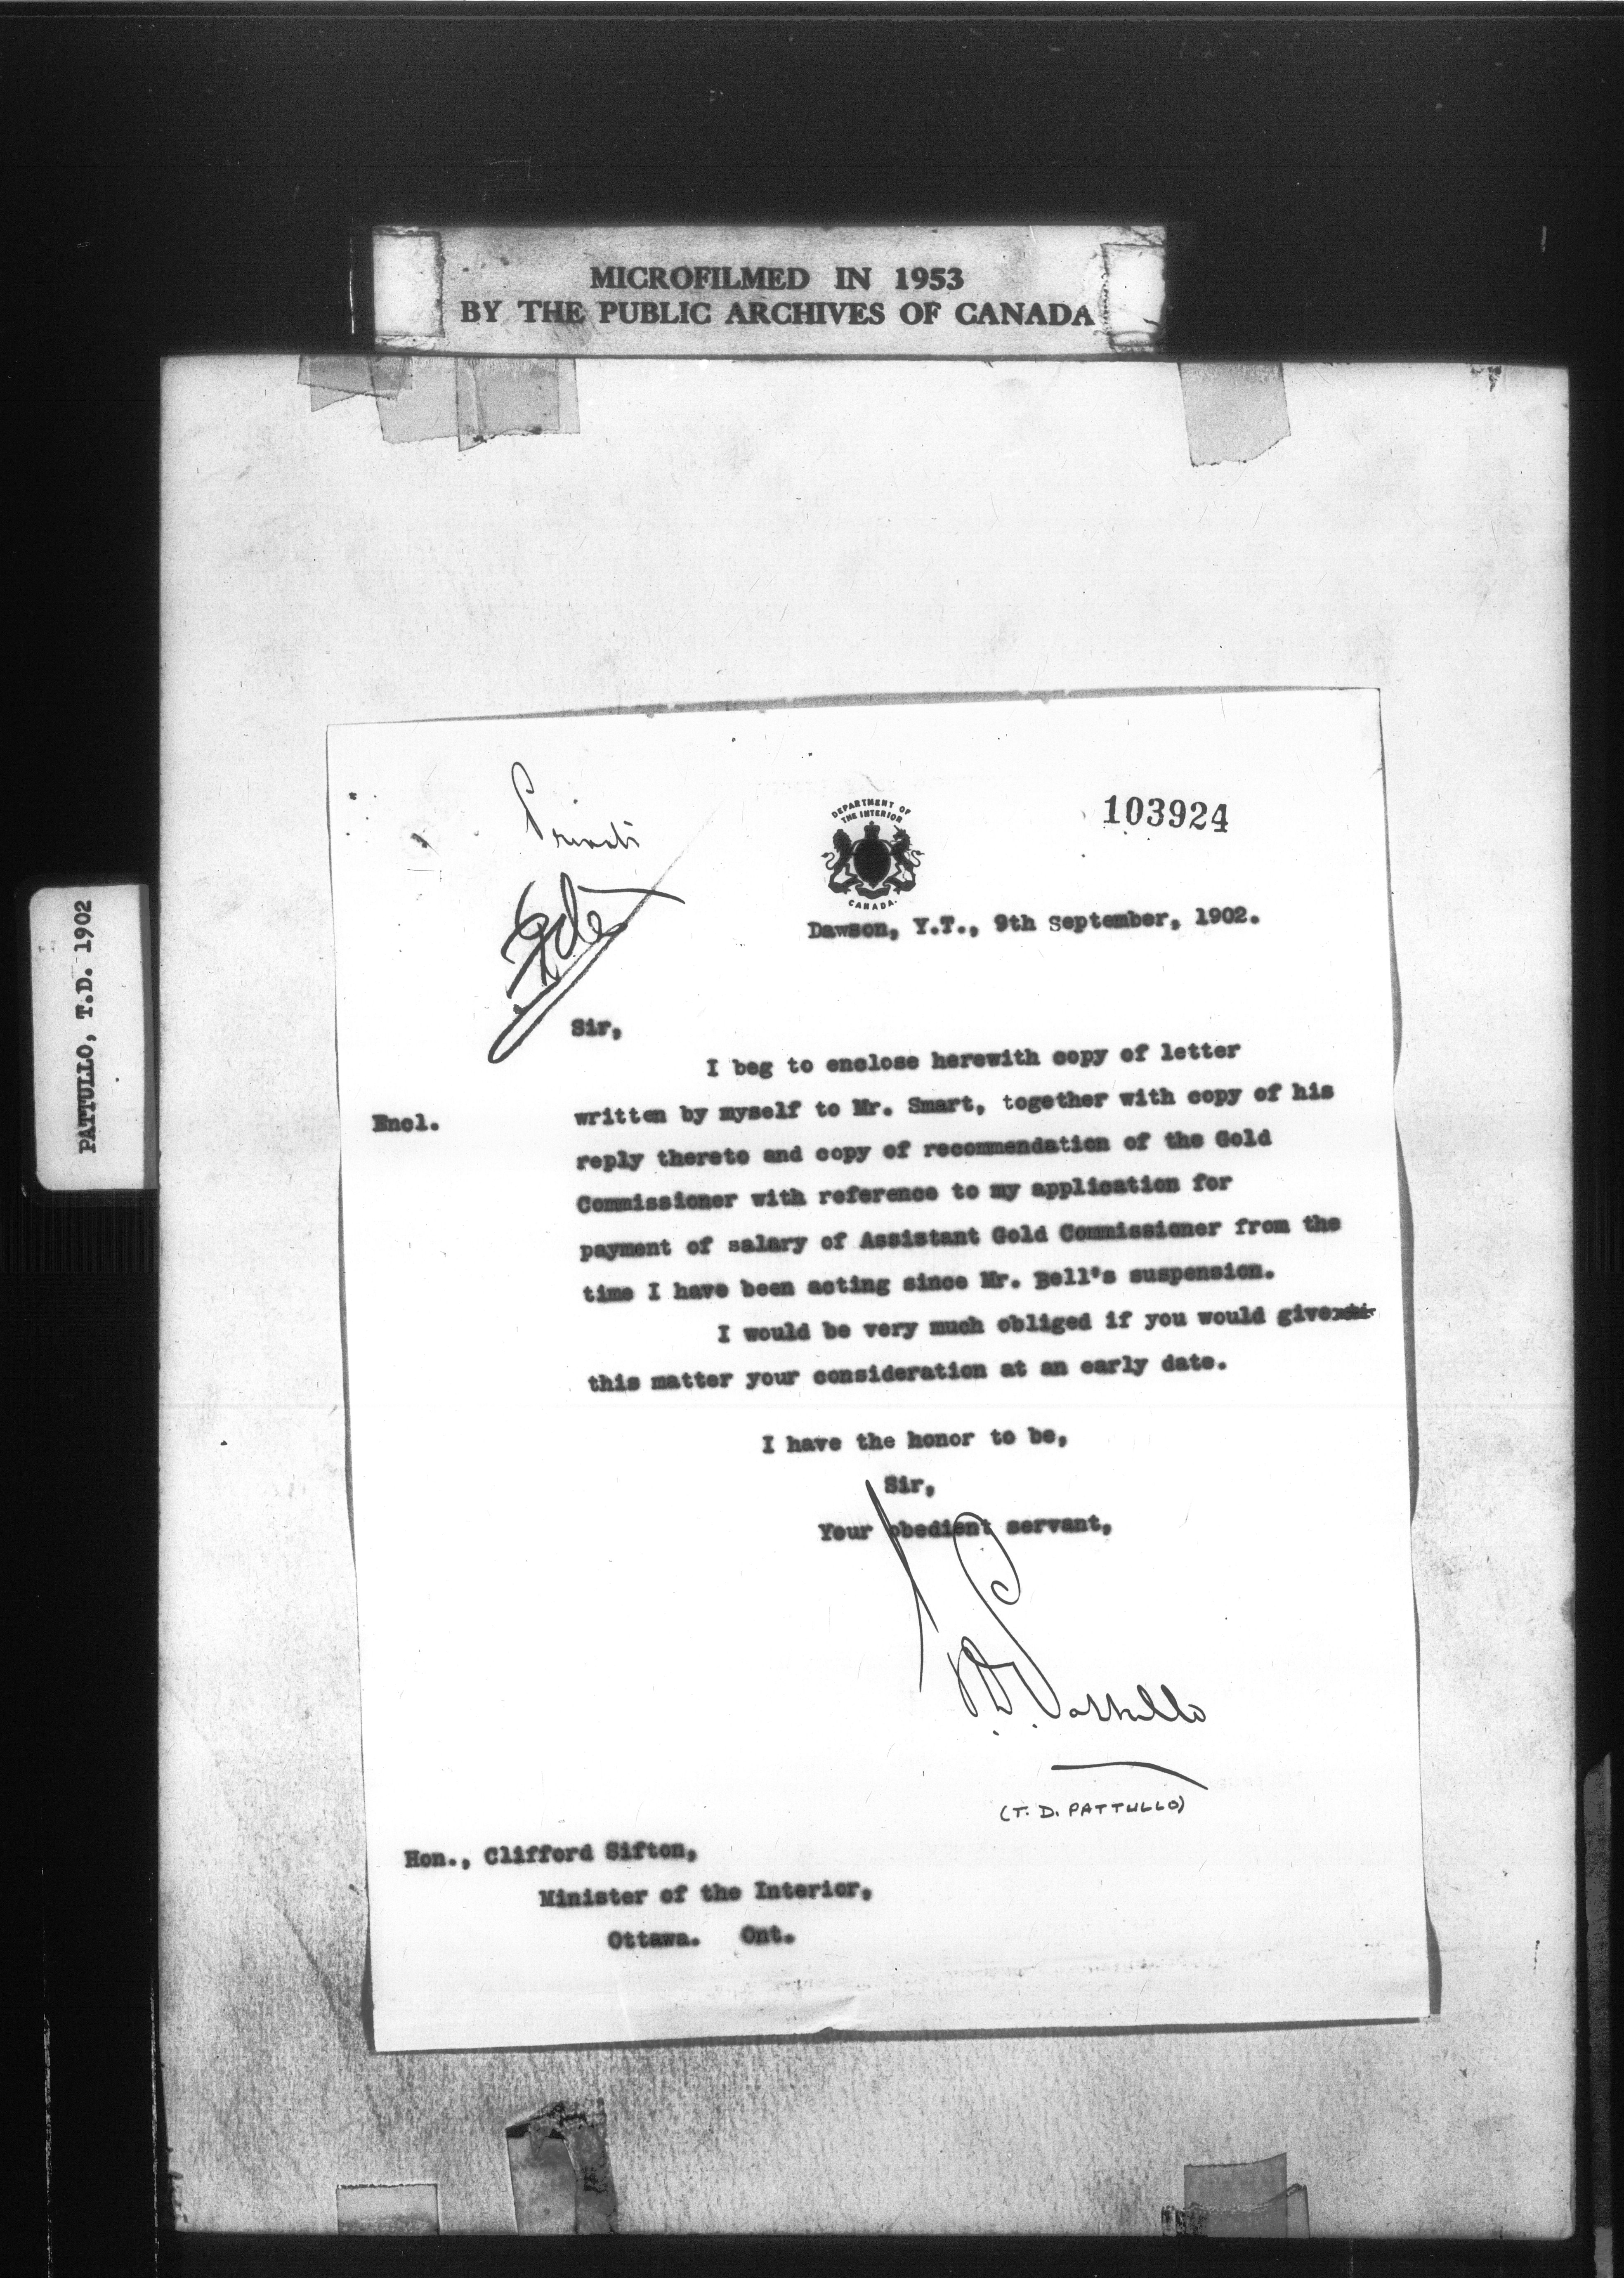 MICROFILMED IN 1953
BY THE PUBLIC ARCHIVES OF CANADA
PATTULLO, T.D. 1902
Private
DEPARTMENT OF
THE INTERIOR
CANADA.
103924
Dawson, Y.T., 9th September, 1902.
Sir,
I beg to enclose herewith copy of letter
Encl.
written by myself to Mr. Smart, together with copy of his
reply thereto and copy of recommendation of the Gold
Commissioner with reference to my application for
payment of salary of Assistant Gold Commissioner from the
time I have been acting since Mr. Bell's suspension.
I would be very much obliged if you would give
this matter your consideration at an early date.
I have the honor to be,
Sir,
Your obedient servant,
T.D. Pattullo
(T. D. PATTULLO)
Hon., Clifford Sifton,
Minister of the Interior,
Ottawa. Ont.